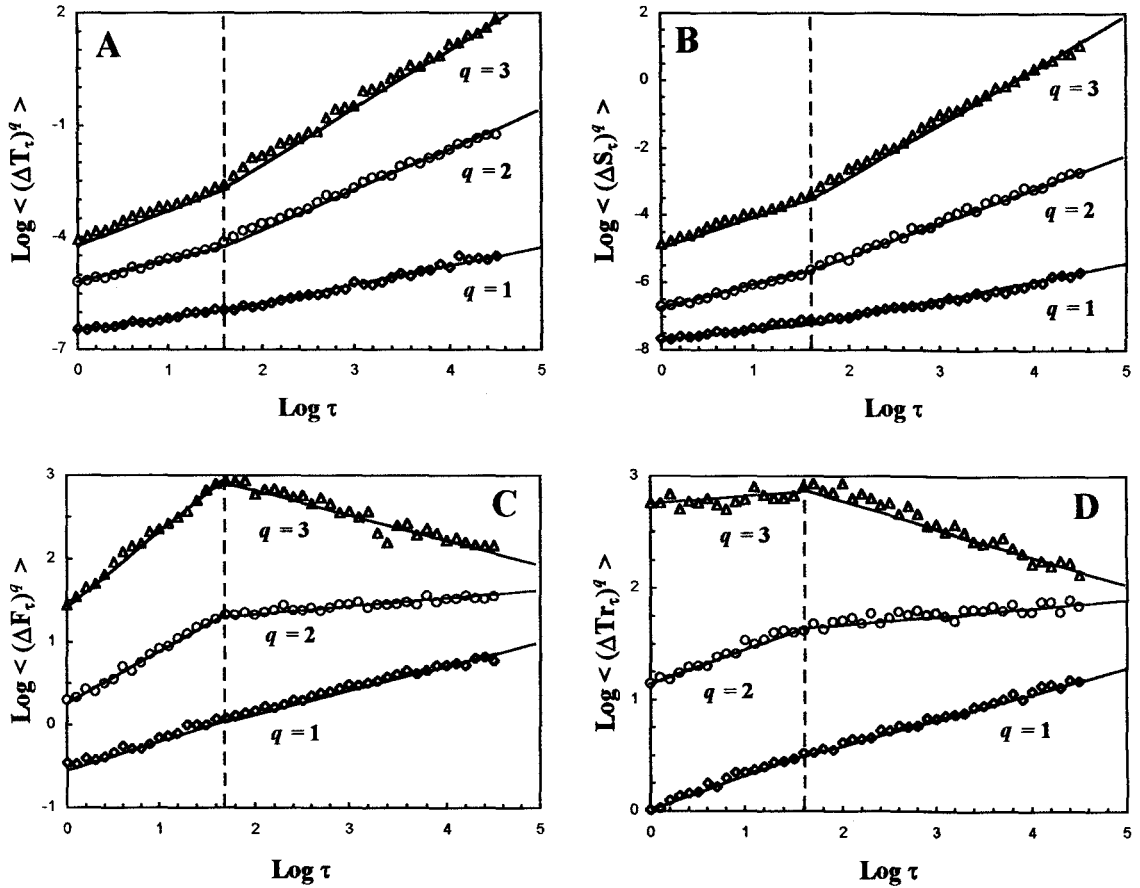 A
Log < (ΔT_τ)^q >
2
-1
-4
-7
q = 3
q = 2
q = 1
0 1 2 3 4 5
Log τ
B
Log < (ΔS_τ)^q >
2
0
-2
-4
-6
-8
q = 3
q = 2
q = 1
0 1 2 3 4 5
Log τ
C
Log < (ΔF_τ)^q >
3
2
1
0
-1
q = 3
q = 2
q = 1
0 1 2 3 4 5
Log τ
D
Log < (ΔTr_τ)^q >
3
2
1
0
q = 3
q = 2
q = 1
0 1 2 3 4 5
Log τ